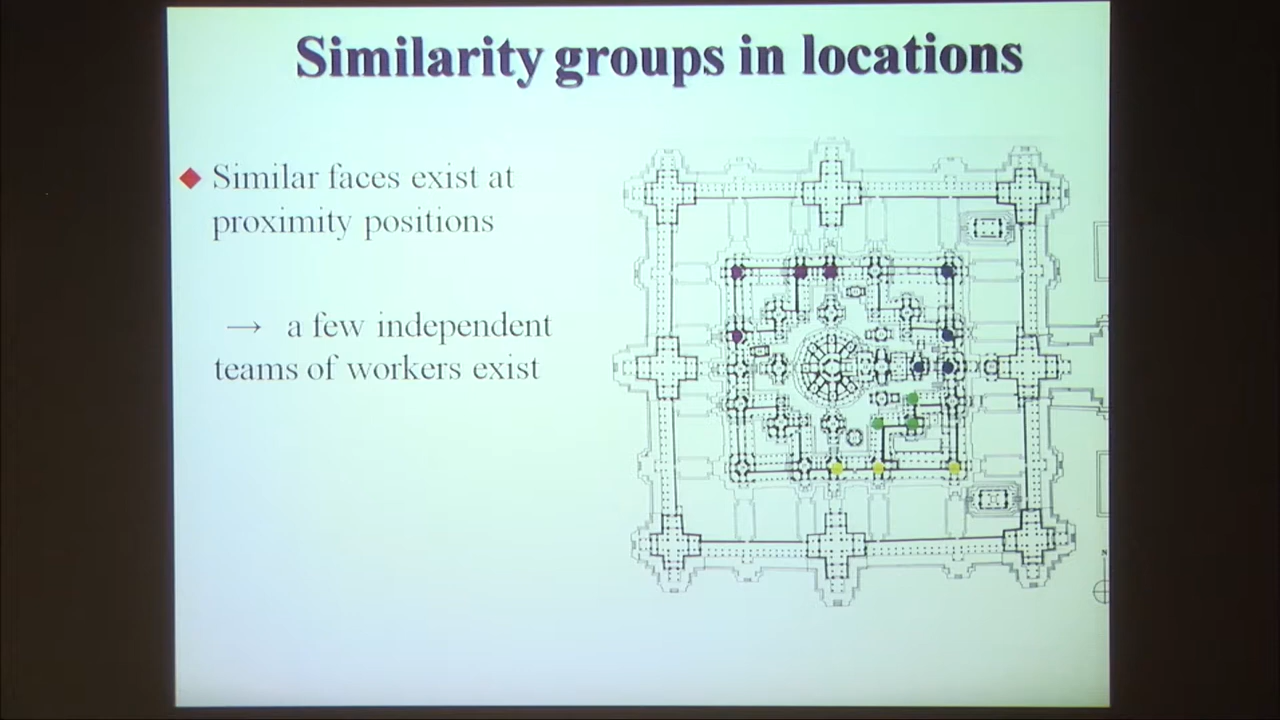 Similarity groups in locations
Similar faces exist at
proximity positions
→ a few independent
teams of workers exist
N